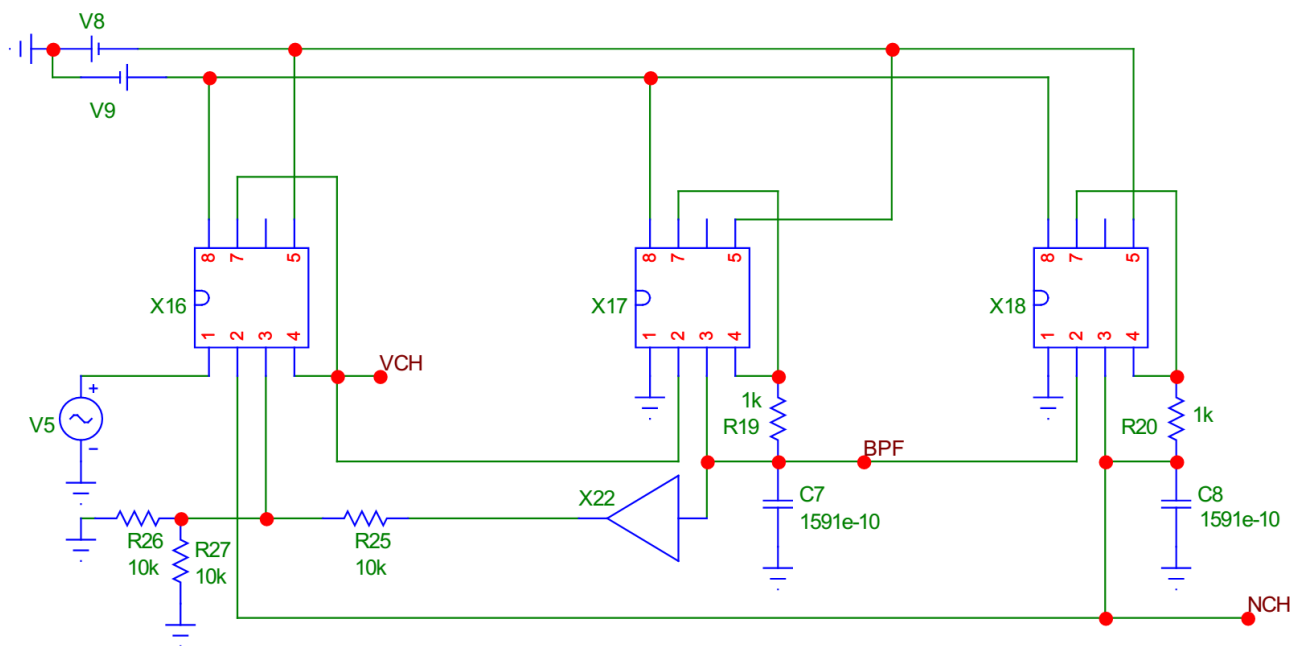 V8
V9
8 7 5
X16
1 2 3 4
8 7 5
X17
1 2 3 4
8 7 5
X18
1 2 3 4
VCH
+
V5
−
1k
R19
R20
1k
BPF
X22
C7
1591e-10
C8
1591e-10
R26
10k
R27
10k
R25
10k
NCH